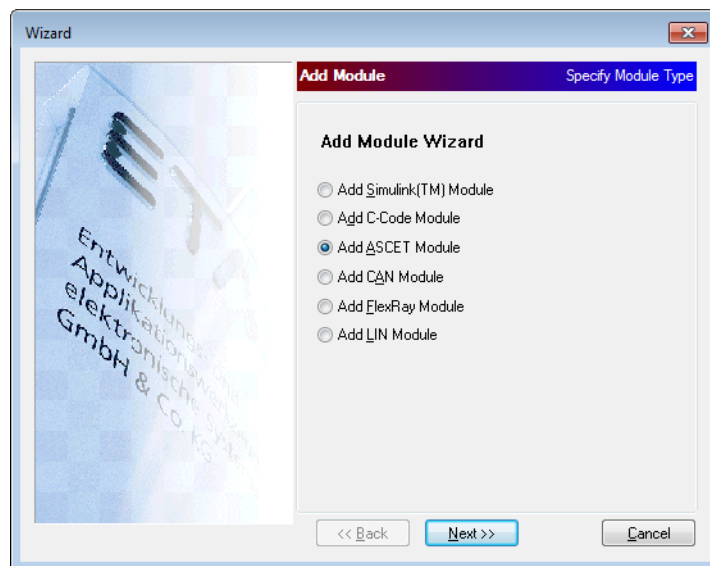 Wizard
Add Module
Specify Module Type
ET
Entwicklungs- und
Applikationswerkzeuge
elektronische Systeme
GmbH & Co. KG
Add Module Wizard
Add Simulink(TM) Module
Add C-Code Module
Add ASCET Module
Add CAN Module
Add FlexRay Module
Add LIN Module
<< Back
Next >>
Cancel